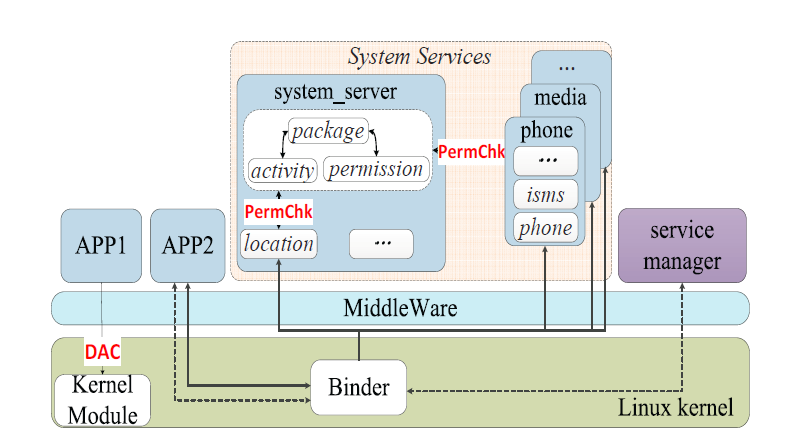 System Services
system_server
package
activity
permission
PermChk
location
...
PermChk
...
media
phone
...
isms
phone
APP1
APP2
service
manager
MiddleWare
DAC
Kernel
Module
Binder
Linux kernel